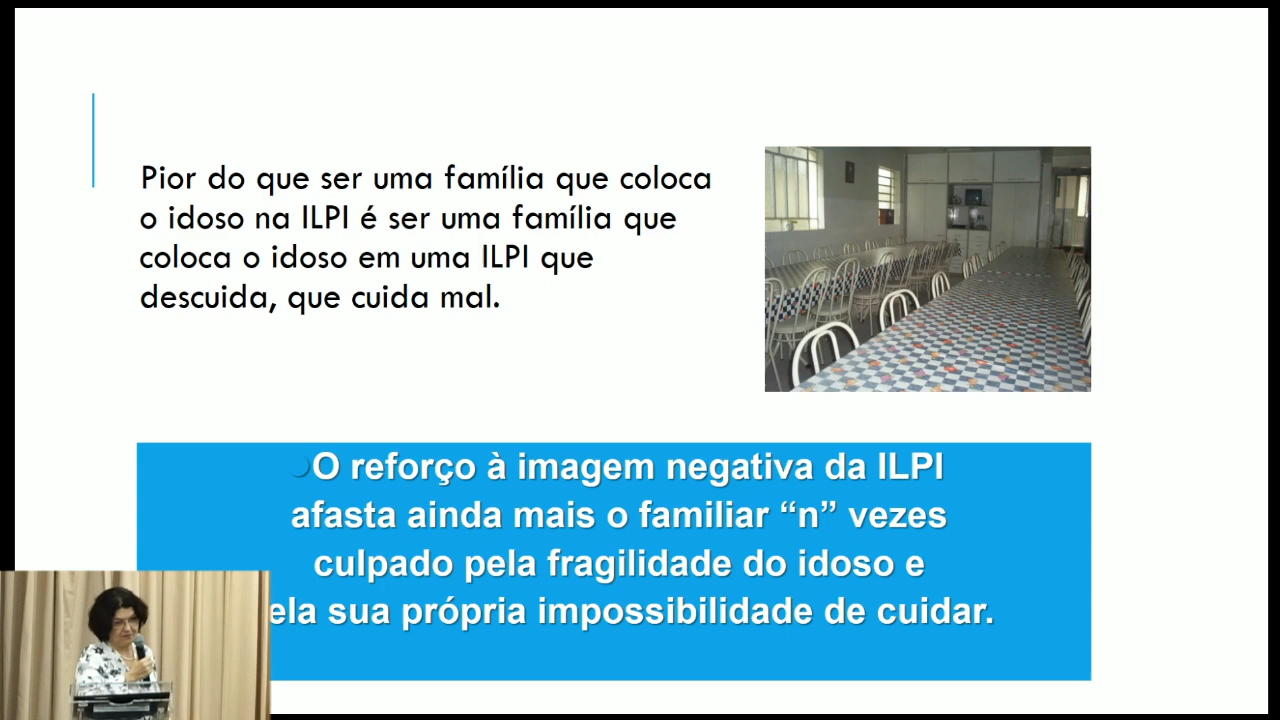 Pior do que ser uma família que coloca
o idoso na ILPI é ser uma família que
coloca o idoso em uma ILPI que
descuida, que cuida mal.
O reforço à imagem negativa da ILPI
afasta ainda mais o familiar “n” vezes
culpado pela fragilidade do idoso e
sua própria impossibilidade de cuidar.